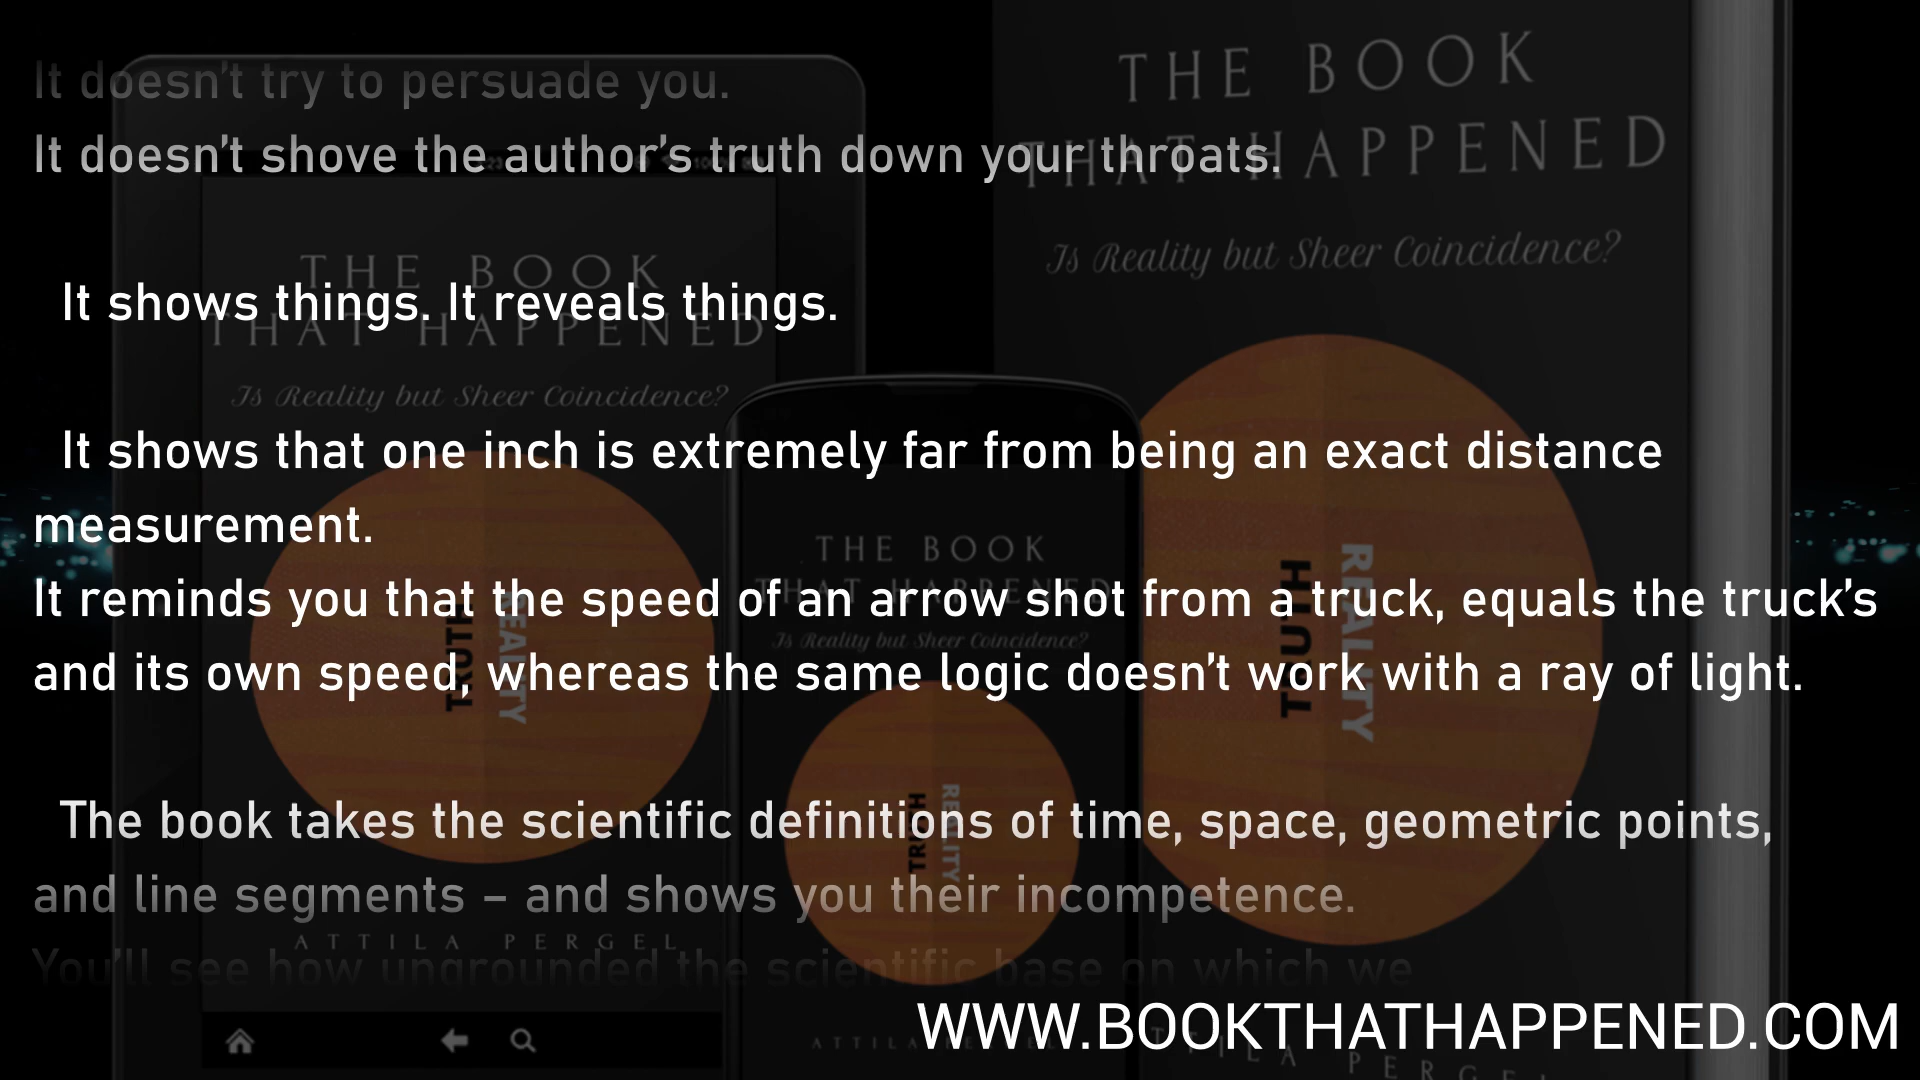 It doesn't try to persuade you.
It doesn't shove the author's truth down your throats.
It shows things. It reveals things.
It shows that one inch is extremely far from being an exact distance
measurement.
It reminds you that the speed of an arrow shot from a truck, equals the truck's
and its own speed, whereas the same logic doesn't work with a ray of light.
The book takes the scientific definitions of time, space, geometric points,
and line segments – and shows you their incompetence.
You'll see how ungrounded the scientific base on which we
WWW.BOOKTHATHAPPENED.COM
THE BOOK
THAT HAPPENED
Is Reality but Sheer Coincidence?
TRUTH
REALITY
ATTILA PERGEL
THE BOOK
THAT HAPPENED
Is Reality but Sheer Coincidence?
TRUTH
REALITY
ATTILA
THE BOOK
THAT HAPPENED
Is Reality but Sheer Coincidence?
TRUTH
REALITY
ATTILA PERGEL